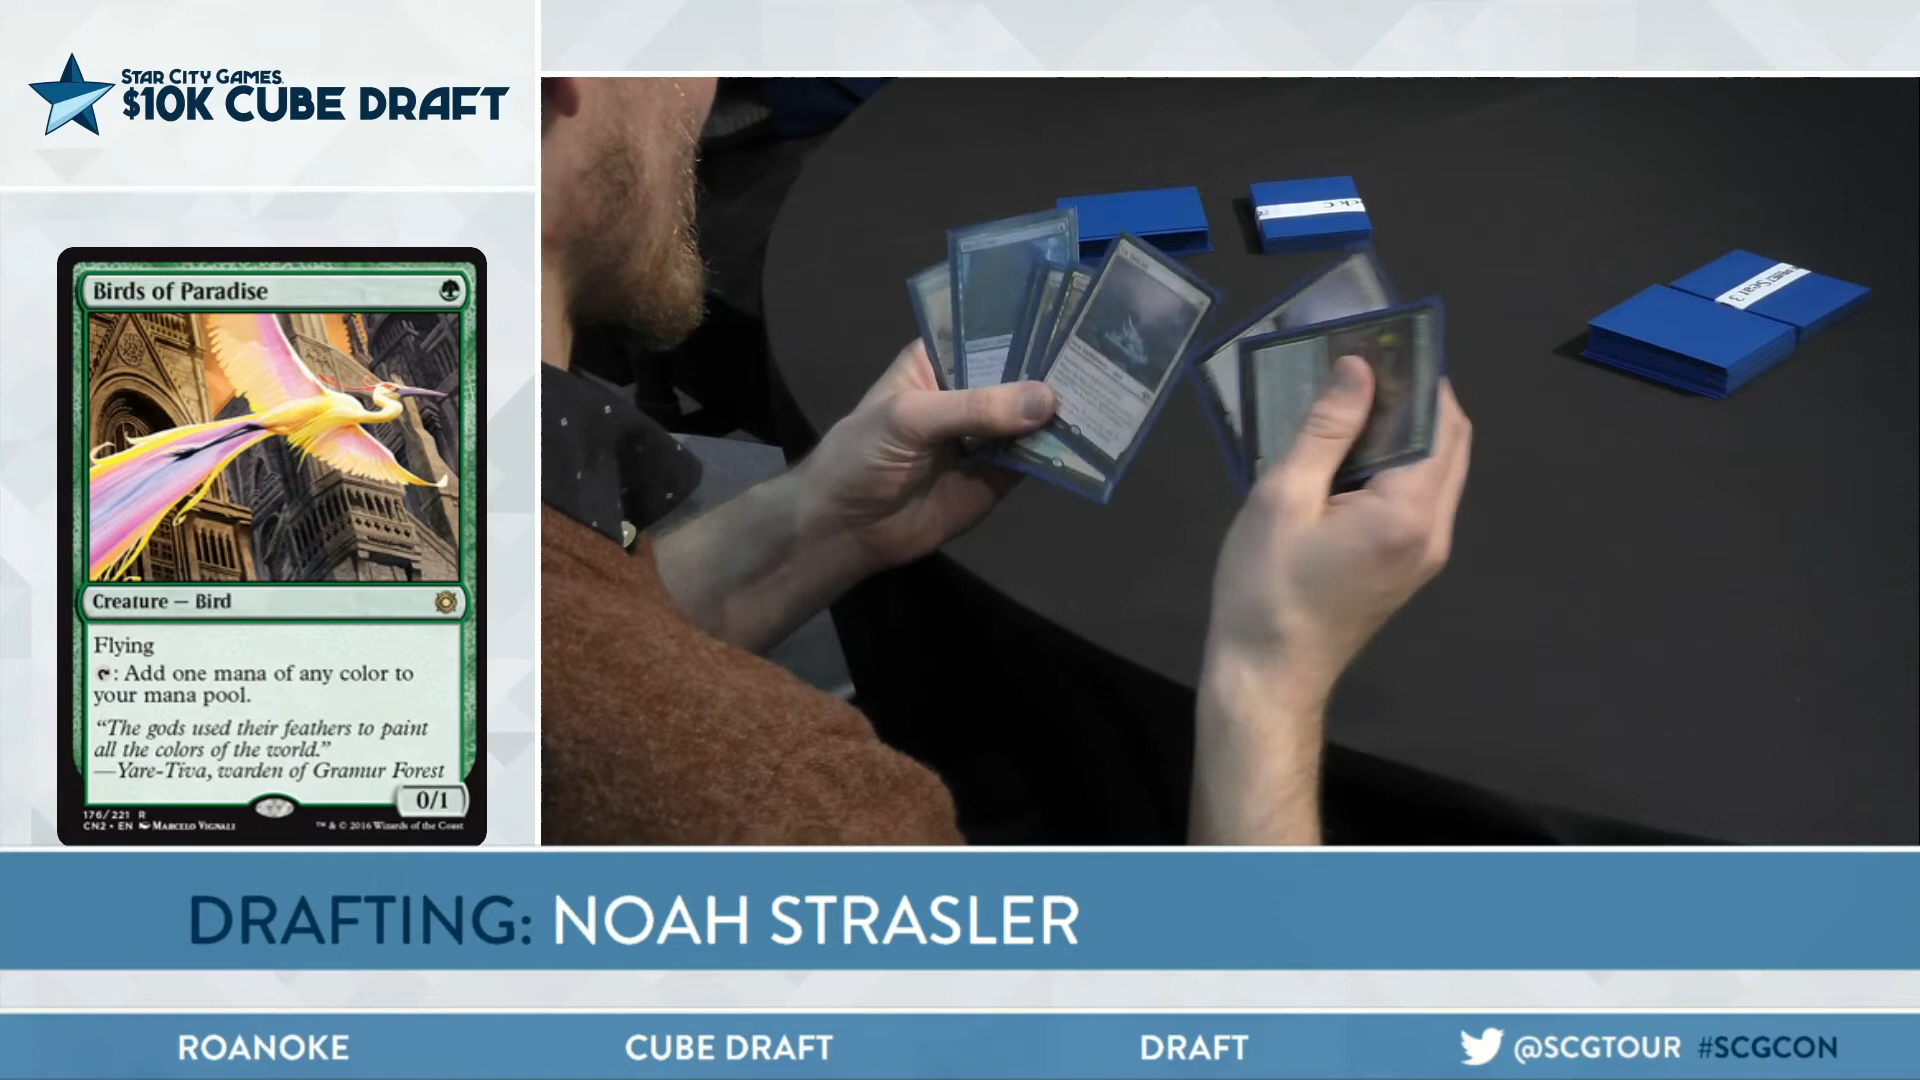 STAR CITY GAMES
$10K CUBE DRAFT
Birds of Paradise
Creature — Bird
Flying
: Add one mana of any color to
your mana pool.
“The gods used their feathers to paint
all the colors of the world.”
—Yare-Tiva, warden of Gramur Forest
0/1
176/221 R
CN2 • EN MARCELO VIGNALI
™ & © 2016 Wizards of the Coast
Seat 3
DRAFTING: NOAH STRASLER
ROANOKE
CUBE DRAFT
DRAFT
@SCGTOUR #SCGCON